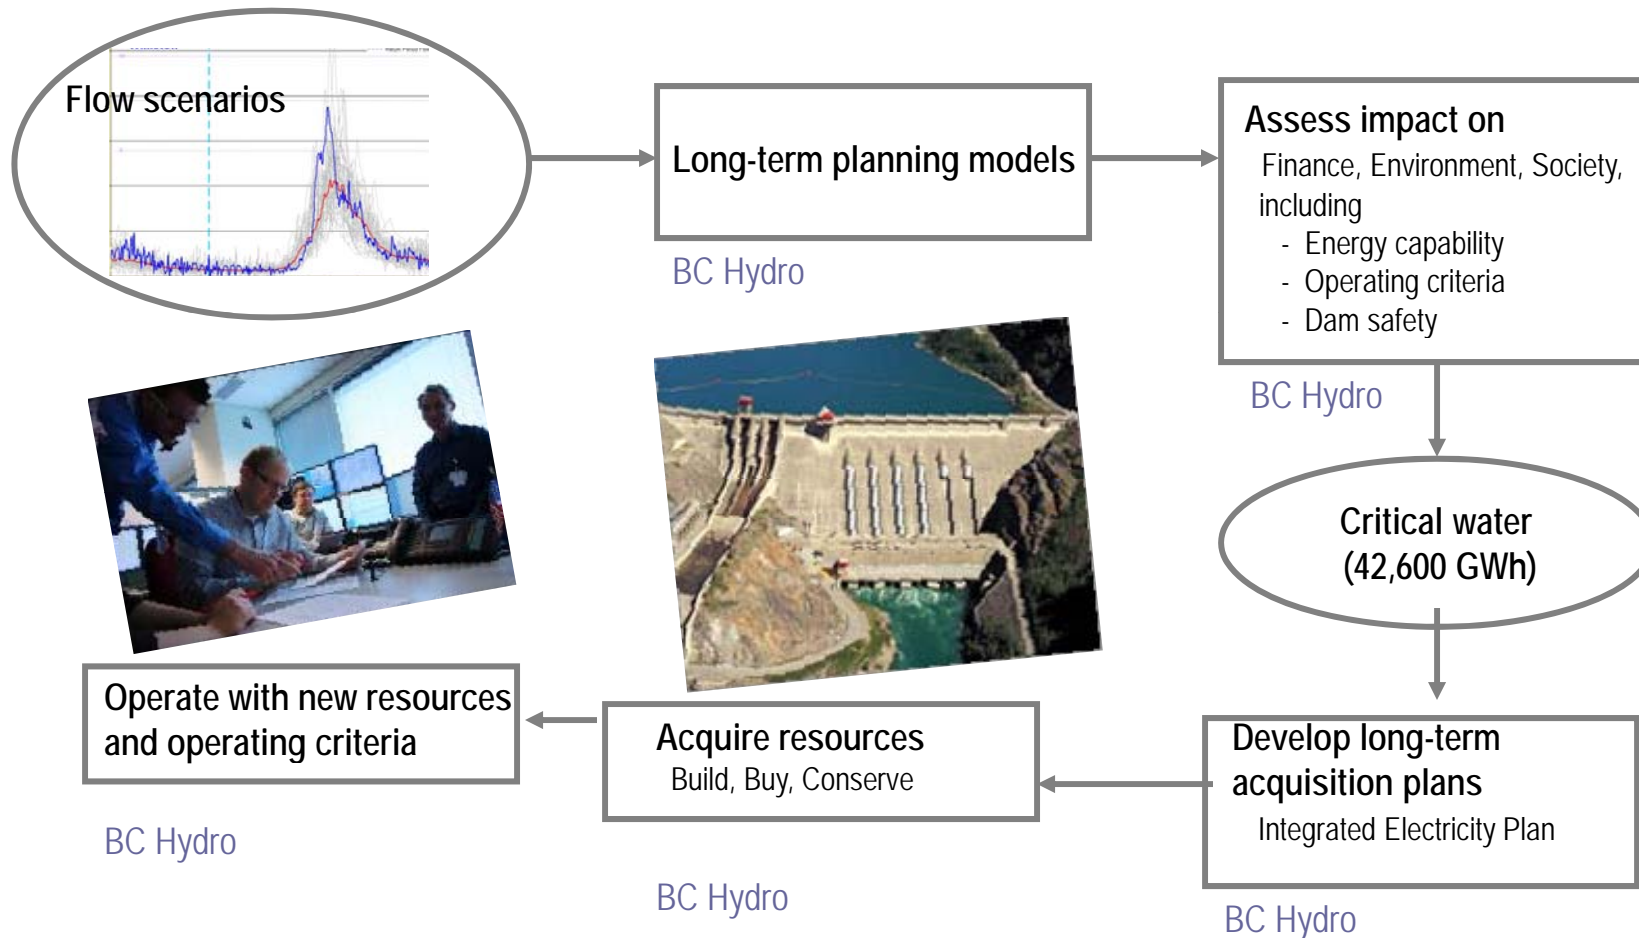 Flow scenarios
Long-term planning models
BC Hydro
Assess impact on
Finance, Environment, Society,
including
- Energy capability
- Operating criteria
- Dam safety
BC Hydro
Critical water
(42,600 GWh)
Develop long-term
acquisition plans
Integrated Electricity Plan
BC Hydro
Acquire resources
Build, Buy, Conserve
BC Hydro
Operate with new resources
and operating criteria
BC Hydro